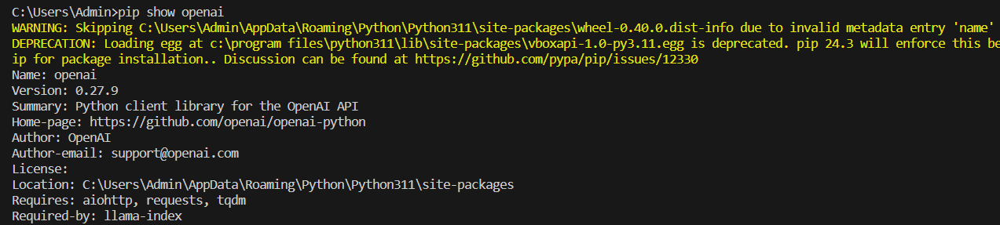 C:\Users\Admin>pip show openai
WARNING: Skipping C:\Users\Admin\AppData\Roaming\Python\Python311\site-packages\wheel-0.40.0.dist-info due to invalid metadata entry 'name'
DEPRECATION: Loading egg at c:\program files\python311\lib\site-packages\vboxapi-1.0-py3.11.egg is deprecated. pip 24.3 will enforce this be
ip for package installation.. Discussion can be found at https://github.com/pypa/pip/issues/12330
Name: openai
Version: 0.27.9
Summary: Python client library for the OpenAI API
Home-page: https://github.com/openai/openai-python
Author: OpenAI
Author-email: support@openai.com
License:
Location: C:\Users\Admin\AppData\Roaming\Python\Python311\site-packages
Requires: aiohttp, requests, tqdm
Required-by: llama-index